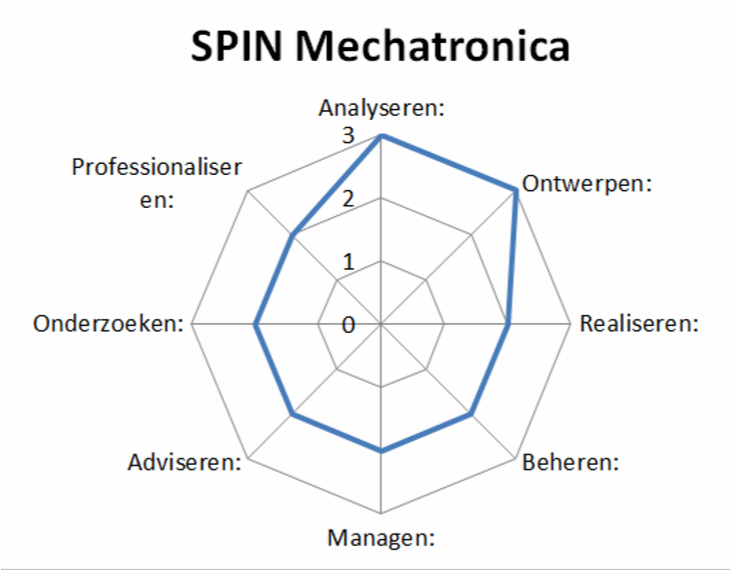 SPIN Mechatronica
Analyseren:
3
Professionaliser
en:
Ontwerpen:
2
1
Onderzoeken:
0
Realiseren:
Adviseren:
Beheren:
Managen: